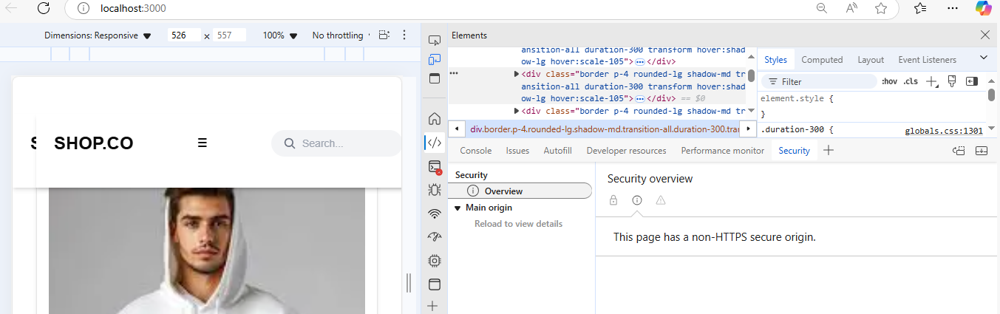 localhost:3000
Dimensions: Responsive 526 × 557 100% No throttling
Elements
ansition-all duration-300 transform hover:shad
ow-lg hover:scale-105">…</div>
<div class="border p-4 rounded-lg shadow-md tr
ansition-all duration-300 transform hover:shad
ow-lg hover:scale-105">…</div> == $0
<div class="border p-4 rounded-lg shadow-md tr
div.border.p-4.rounded-lg.shadow-md.transition-all.duration-300.tran
Styles Computed Layout Event Listeners
Filter :hov .cls
element.style {
}
.duration-300 { globals.css:1301
Console Issues Autofill Developer resources Performance monitor Security
S SHOP.CO Search...
Security
Overview
Main origin
Reload to view details
Security overview
This page has a non-HTTPS secure origin.